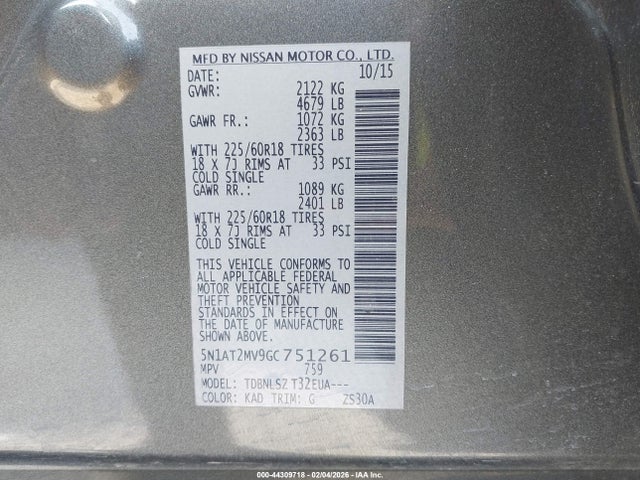 MFD BY NISSAN MOTOR CO., LTD.
DATE: 10/15
GVWR: 2122 KG
4679 LB
GAWR FR.: 1072 KG
2363 LB
WITH 225/60R18 TIRES
18 X 7J RIMS AT 33 PSI
COLD SINGLE
GAWR RR.: 1089 KG
2401 LB
WITH 225/60R18 TIRES
18 X 7J RIMS AT 33 PSI
COLD SINGLE
THIS VEHICLE CONFORMS TO
ALL APPLICABLE FEDERAL
MOTOR VEHICLE SAFETY AND
THEFT PREVENTION
STANDARDS IN EFFECT ON
THE DATE OF MANUFACTURE
SHOWN ABOVE.
5N1AT2MV9GC751261
MPV 759
MODEL: TDBNLSZ T32EUA---
COLOR: KAD TRIM: G ZS30A
000-44309718 - 02/04/2026 - IAA Inc.